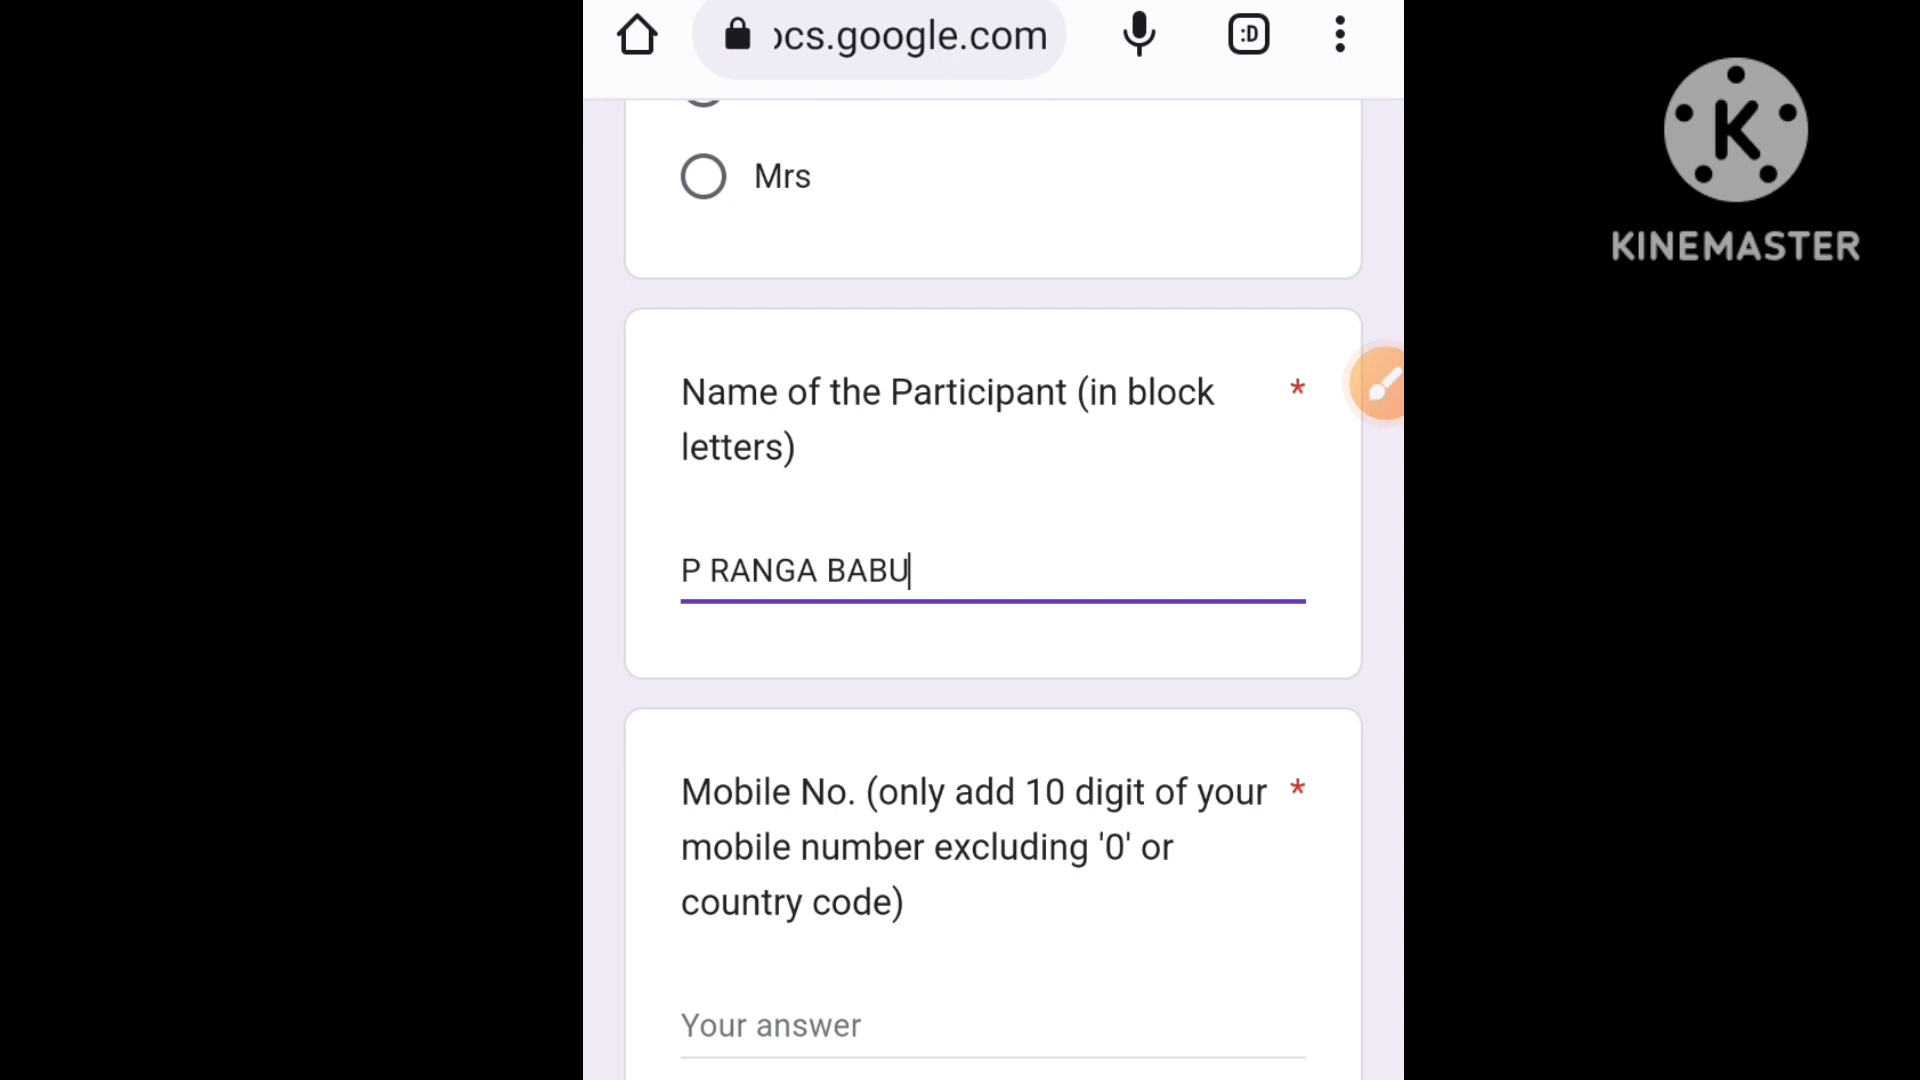 ocs.google.com
:D
K
KINEMASTER
Mrs
Name of the Participant (in block *
letters)
P RANGA BABU
Mobile No. (only add 10 digit of your *
mobile number excluding '0' or
country code)
Your answer